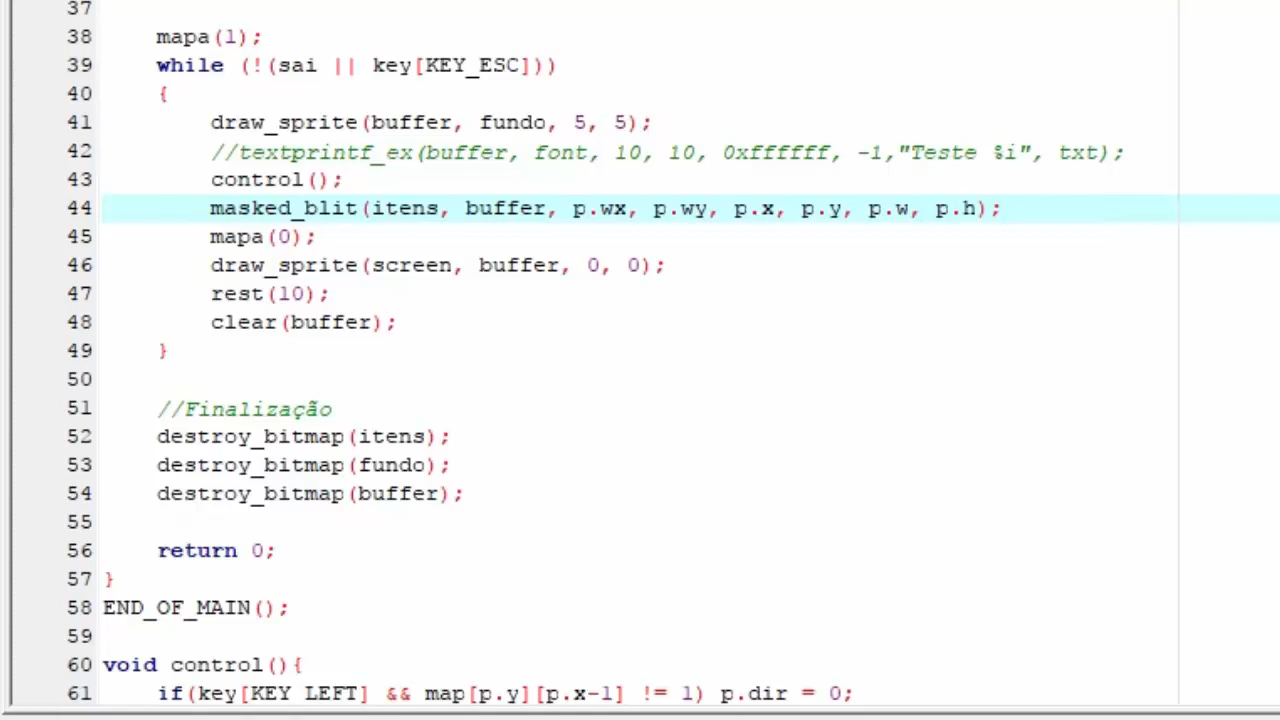 37
38 mapa(1);
39 while (!(sai || key[KEY_ESC]))
40 {
41 draw_sprite(buffer, fundo, 5, 5);
42 //textprintf_ex(buffer, font, 10, 10, 0xffffff, -1,"Teste %i", txt);
43 control();
44 masked_blit(itens, buffer, p.wx, p.wy, p.x, p.y, p.w, p.h);
45 mapa(0);
46 draw_sprite(screen, buffer, 0, 0);
47 rest(10);
48 clear(buffer);
49 }
50
51 //Finalização
52 destroy_bitmap(itens);
53 destroy_bitmap(fundo);
54 destroy_bitmap(buffer);
55
56 return 0;
57 }
58 END_OF_MAIN();
59
60 void control(){
61 if(key[KEY_LEFT] && map[p.y][p.x-1] != 1) p.dir = 0;